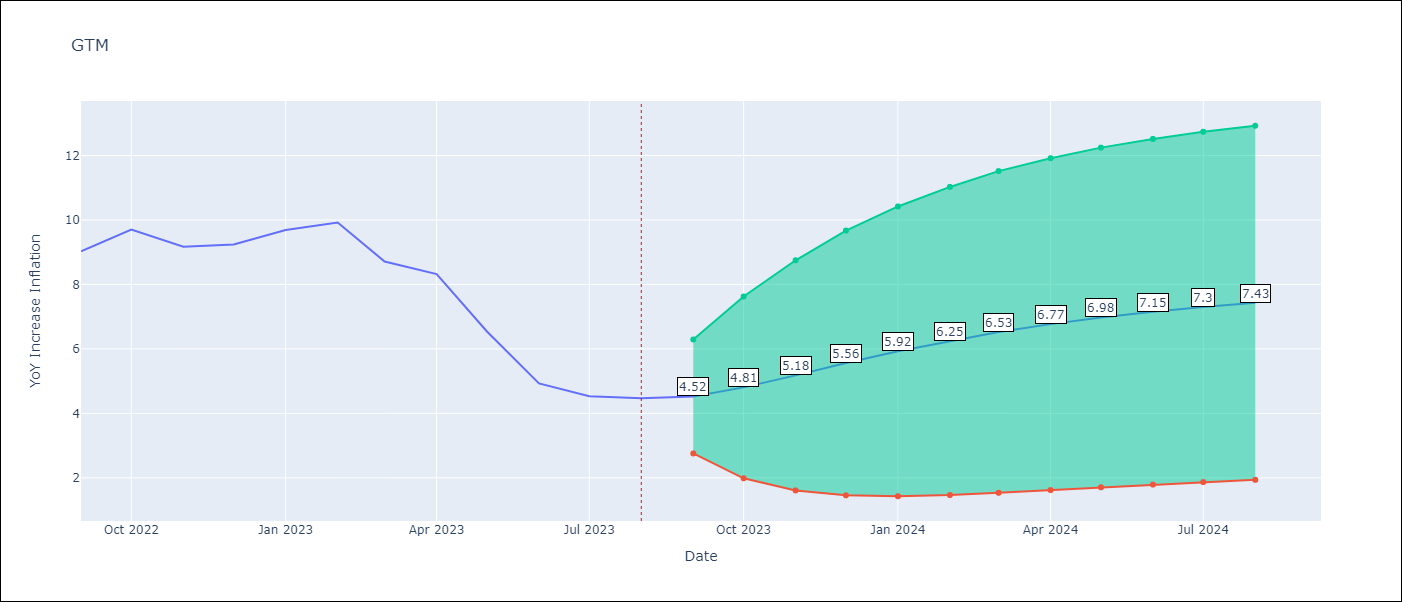 GTM
YoY Increase Inflation
12
10
8
6
4
2
4.52
4.81
5.18
5.56
5.92
6.25
6.53
6.77
6.98
7.15
7.3
7.43
Oct 2022
Jan 2023
Apr 2023
Jul 2023
Oct 2023
Jan 2024
Apr 2024
Jul 2024
Date